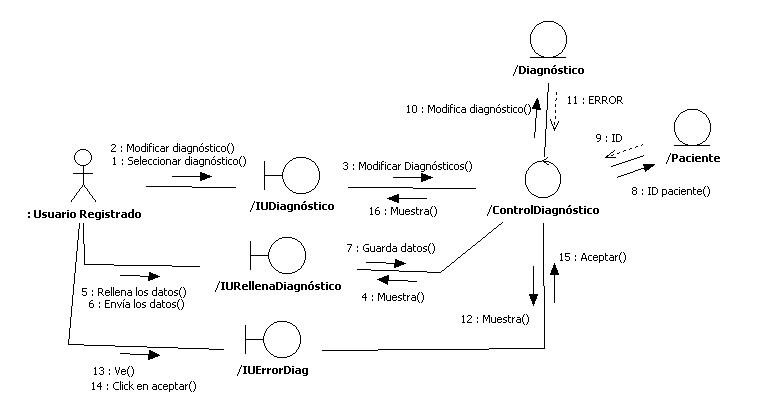 /Diagnóstico
10 : Modifica diagnóstico()
11 : ERROR
9 : ID
/Paciente
8 : ID paciente()
2 : Modificar diagnóstico()
1 : Seleccionar diagnóstico()
3 : Modificar Diagnósticos()
: Usuario Registrado
/IUDiagnóstico
16 : Muestra()
/ControlDiagnóstico
7 : Guarda datos()
15 : Aceptar()
5 : Rellena los datos()
6 : Envía los datos()
/IURellenaDiagnóstico
4 : Muestra()
12 : Muestra()
13 : Ve()
14 : Click en aceptar()
/IUErrorDiag